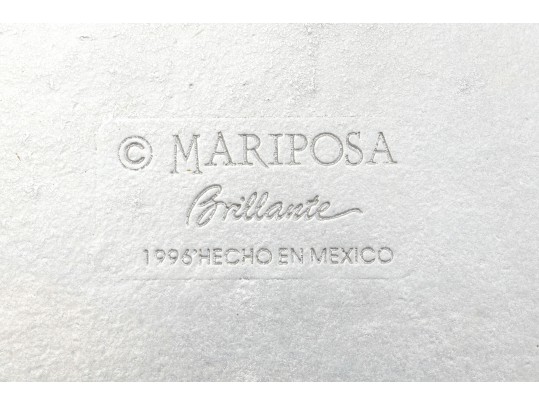 © MARIPOSA
Brillante
1996 HECHO EN MEXICO